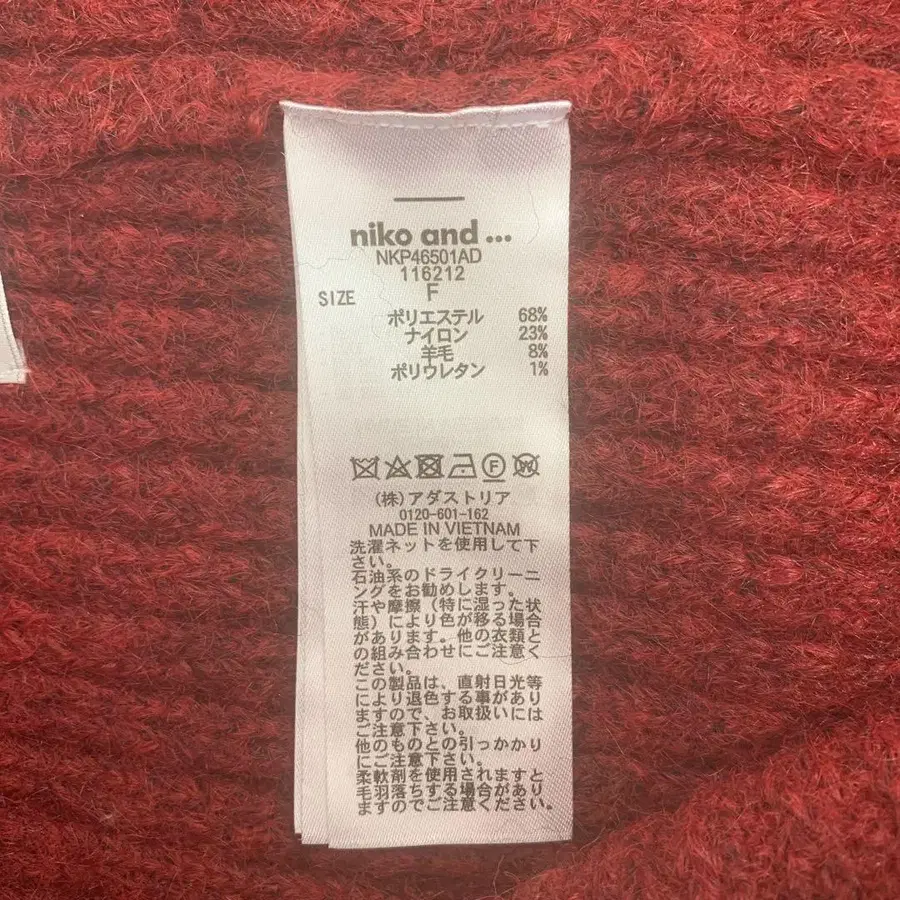 niko and ...
NKP46501AD
116212
SIZE F
ポリエステル 68%
ナイロン 23%
羊毛 8%
ポリウレタン 1%
(株)アダストリア
0120-601-162
MADE IN VIETNAM
洗濯ネットを使用して下
さい。
石油系のドライクリーニ
ングをお勧めします。
汗や摩擦(特に湿った状
態)により色が移る場合
があります。他の衣類と
の組み合わせにご注意く
ださい。
この製品は、直射日光等
により退色する事があり
ますので、お取扱いには
ご注意下さい。
他のものとの引っかかり
にご注意下さい。
柔軟剤を使用されますと
毛羽落ちする場合があり
ますのでご注意ください。